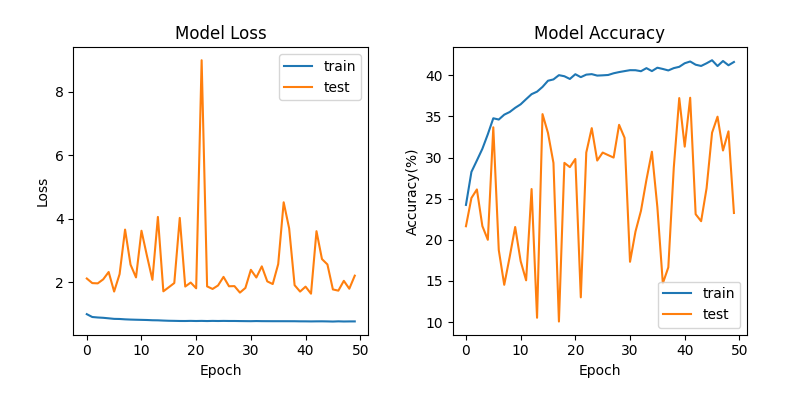 Model Loss
train
test
8
6
4
2
Loss
0 10 20 30 40 50
Epoch
Model Accuracy
40
35
30
25
20
15
10
Accuracy(%)
train
test
0 10 20 30 40 50
Epoch